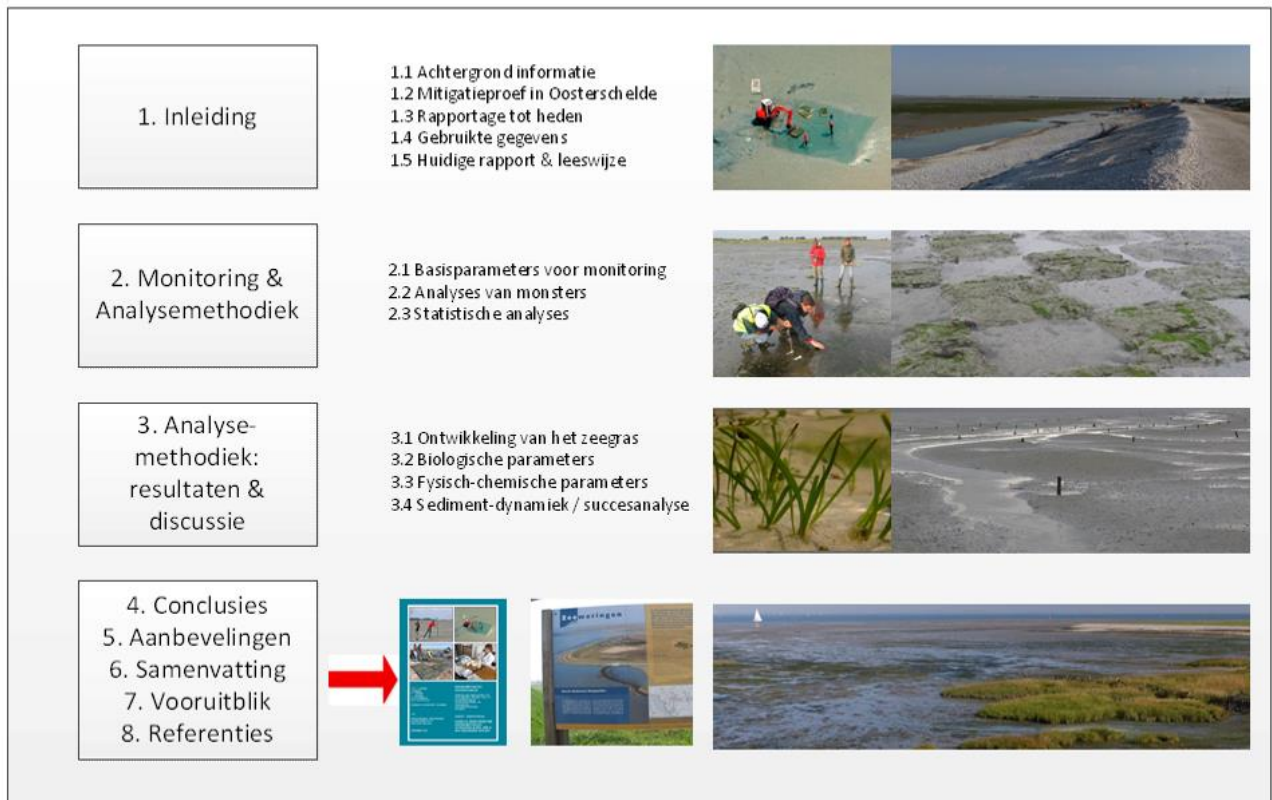 1. Inleiding
1.1 Achtergrond informatie
1.2 Mitigatieproef in Oosterschelde
1.3 Rapportage tot heden
1.4 Gebruikte gegevens
1.5 Huidige rapport & leeswijze
2. Monitoring &
Analysemethodiek
2.1 Basisparameters voor monitoring
2.2 Analyses van monsters
2.3 Statistische analyses
3. Analyse-
methodiek:
resultaten &
discussie
3.1 Ontwikkeling van het zeegras
3.2 Biologische parameters
3.3 Fysisch-chemische parameters
3.4 Sediment-dynamiek / succesanalyse
4. Conclusies
5. Aanbevelingen
6. Samenvatting
7. Vooruitblik
8. Referenties
Zeeweringen